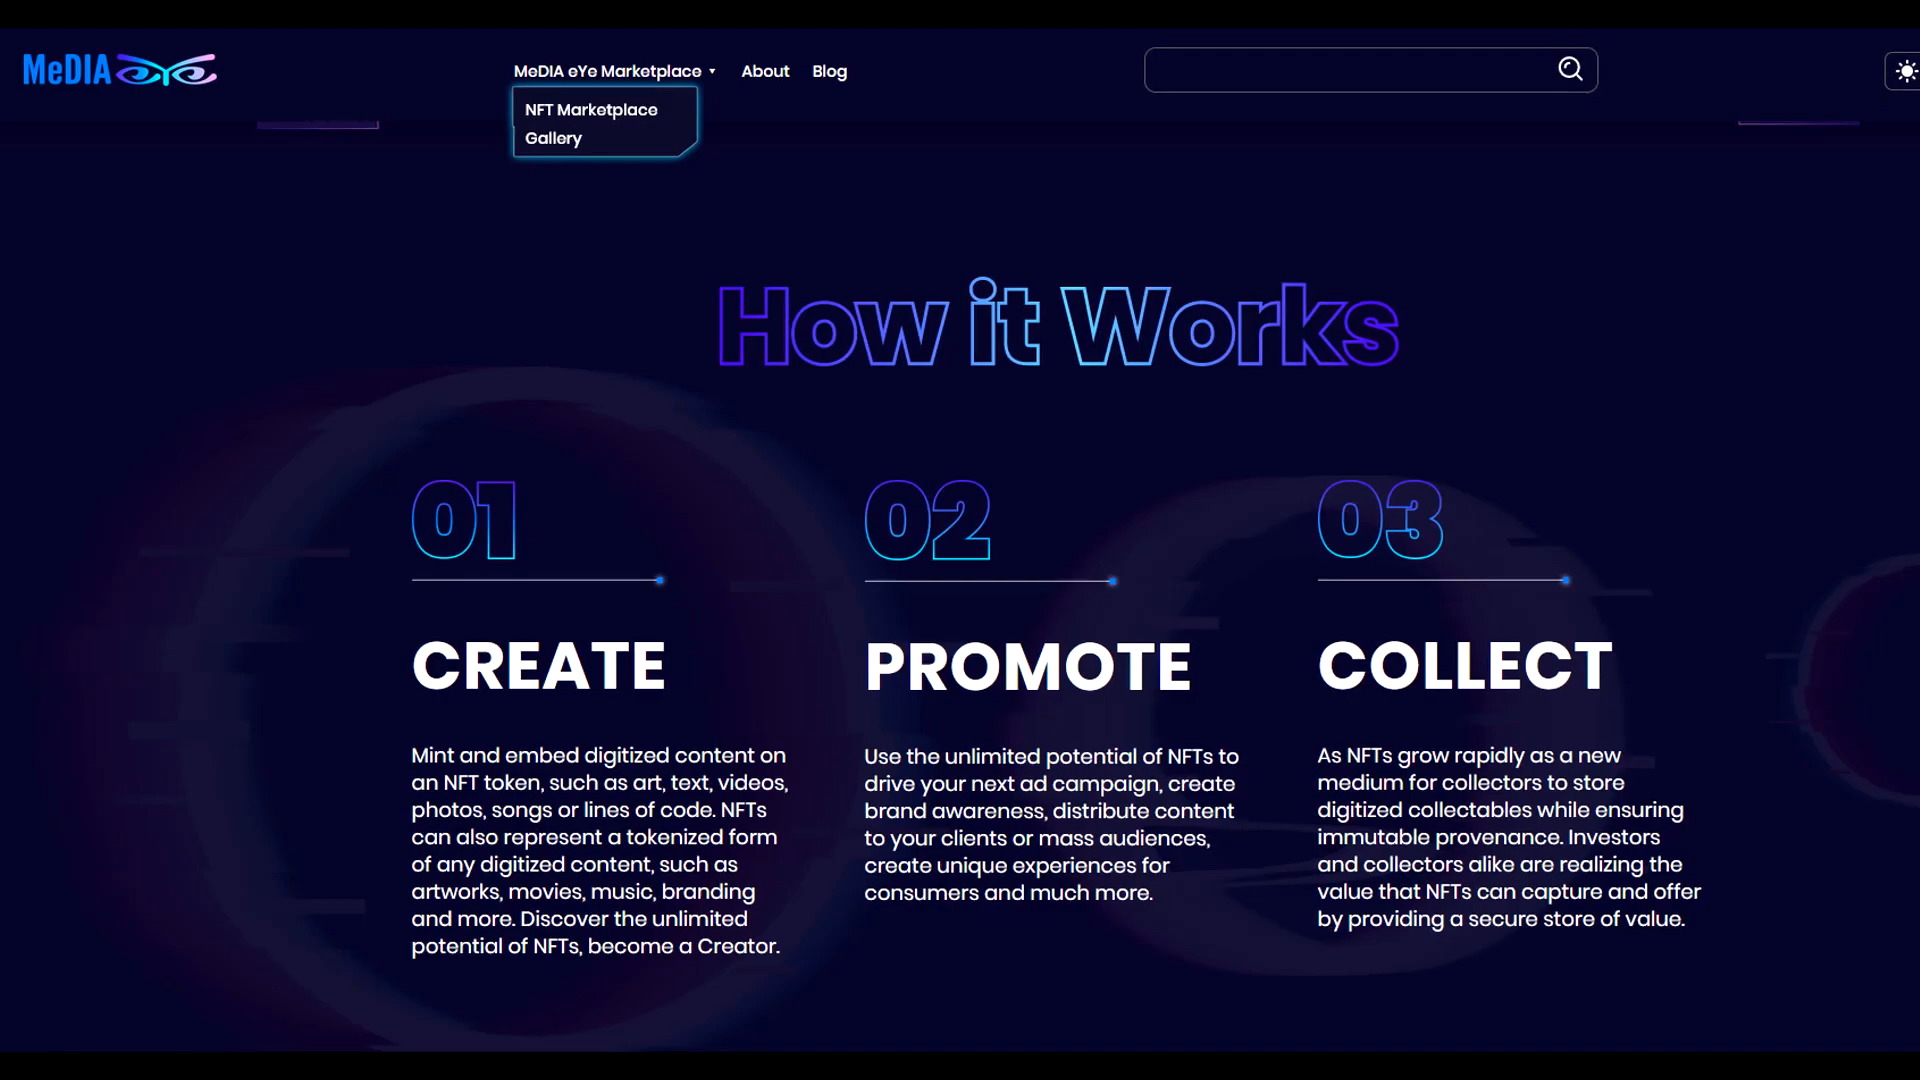 MeDIA eYe
MeDIA eYe Marketplace
About
Blog
NFT Marketplace
Gallery
How it Works
01
CREATE
Mint and embed digitized content on
an NFT token, such as art, text, videos,
photos, songs or lines of code. NFTs
can also represent a tokenized form
of any digitized content, such as
artworks, movies, music, branding
and more. Discover the unlimited
potential of NFTs, become a Creator.
02
PROMOTE
Use the unlimited potential of NFTs to
drive your next ad campaign, create
brand awareness, distribute content
to your clients or mass audiences,
create unique experiences for
consumers and much more.
03
COLLECT
As NFTs grow rapidly as a new
medium for collectors to store
digitized collectables while ensuring
immutable provenance. Investors
and collectors alike are realizing the
value that NFTs can capture and offer
by providing a secure store of value.